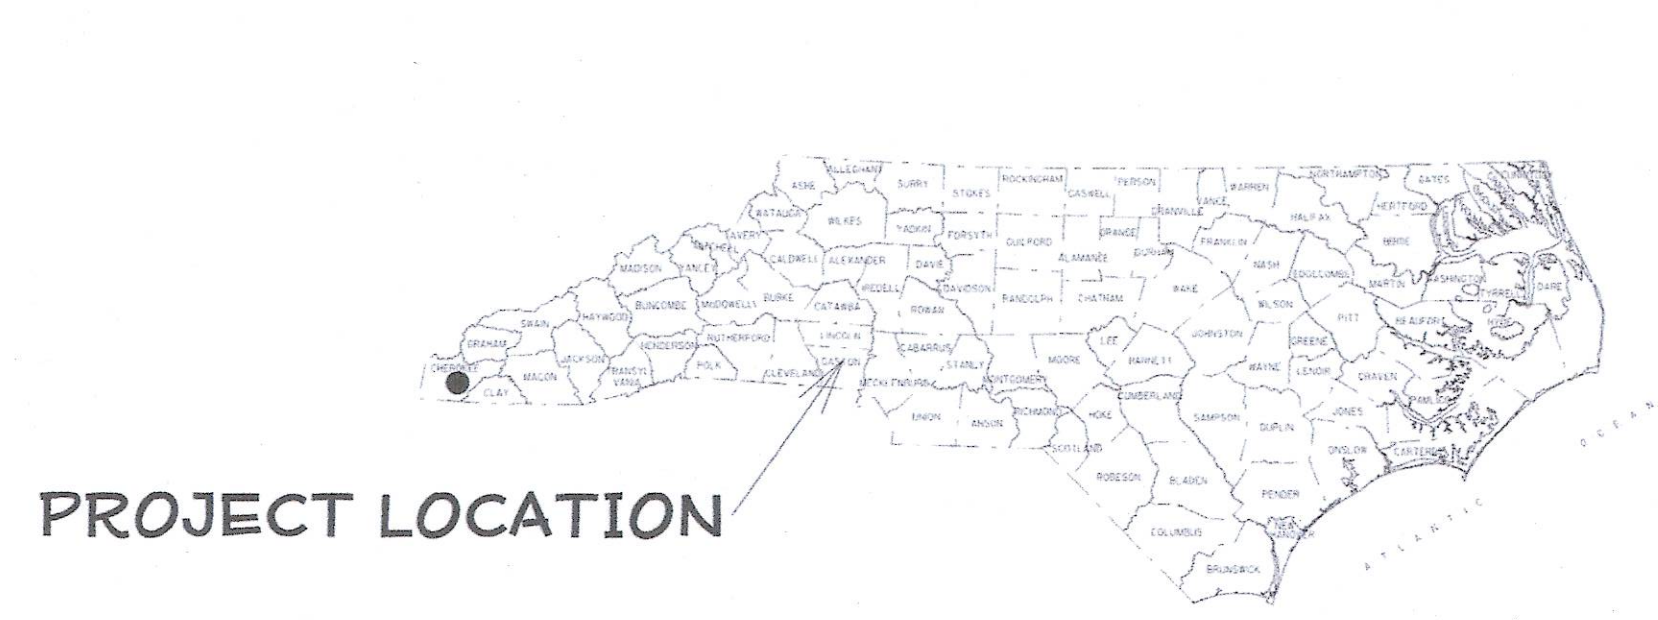 ALLEGHANY
ASHE
SURRY
STOKES
ROCKINGHAM
CASWELL
PERSON
GRANVILLE
VANCE
WARREN
NORTHAMPTON
GATES
HERTFORD
HALIFAX
WATAUGA
WILKES
YADKIN
FORSYTH
GUILFORD
ORANGE
DURHAM
FRANKLIN
BERTIE
AVERY
MITCHELL
YANCEY
MADISON
CALDWELL
ALEXANDER
DAVIE
ALAMANCE
NASH
EDGECOMBE
MARTIN
WASHINGTON
TYRRELL
DARE
IREDELL
DAVIDSON
RANDOLPH
CHATHAM
WAKE
WILSON
BUNCOMBE
McDOWELL
BURKE
CATAWBA
ROWAN
HAYWOOD
SWAIN
PITT
BEAUFORT
HYDE
GRAHAM
HENDERSON
RUTHERFORD
LINCOLN
CABARRUS
STANLY
MOORE
LEE
HARNETT
JOHNSTON
GREENE
WAYNE
LENOIR
CRAVEN
CHEROKEE
JACKSON
MACON
CLAY
TRANSYL
VANIA
POLK
CLEVELAND
GASTON
MECKLENBURG
MONTGOMERY
CUMBERLAND
PAMLICO
UNION
ANSON
RICHMOND
HOKE
SAMPSON
DUPLIN
JONES
SCOTLAND
ONSLOW
CARTERET
ROBESON
BLADEN
PENDER
COLUMBUS
NEW
HANOVER
BRUNSWICK
ATLANTIC OCEAN
PROJECT LOCATION